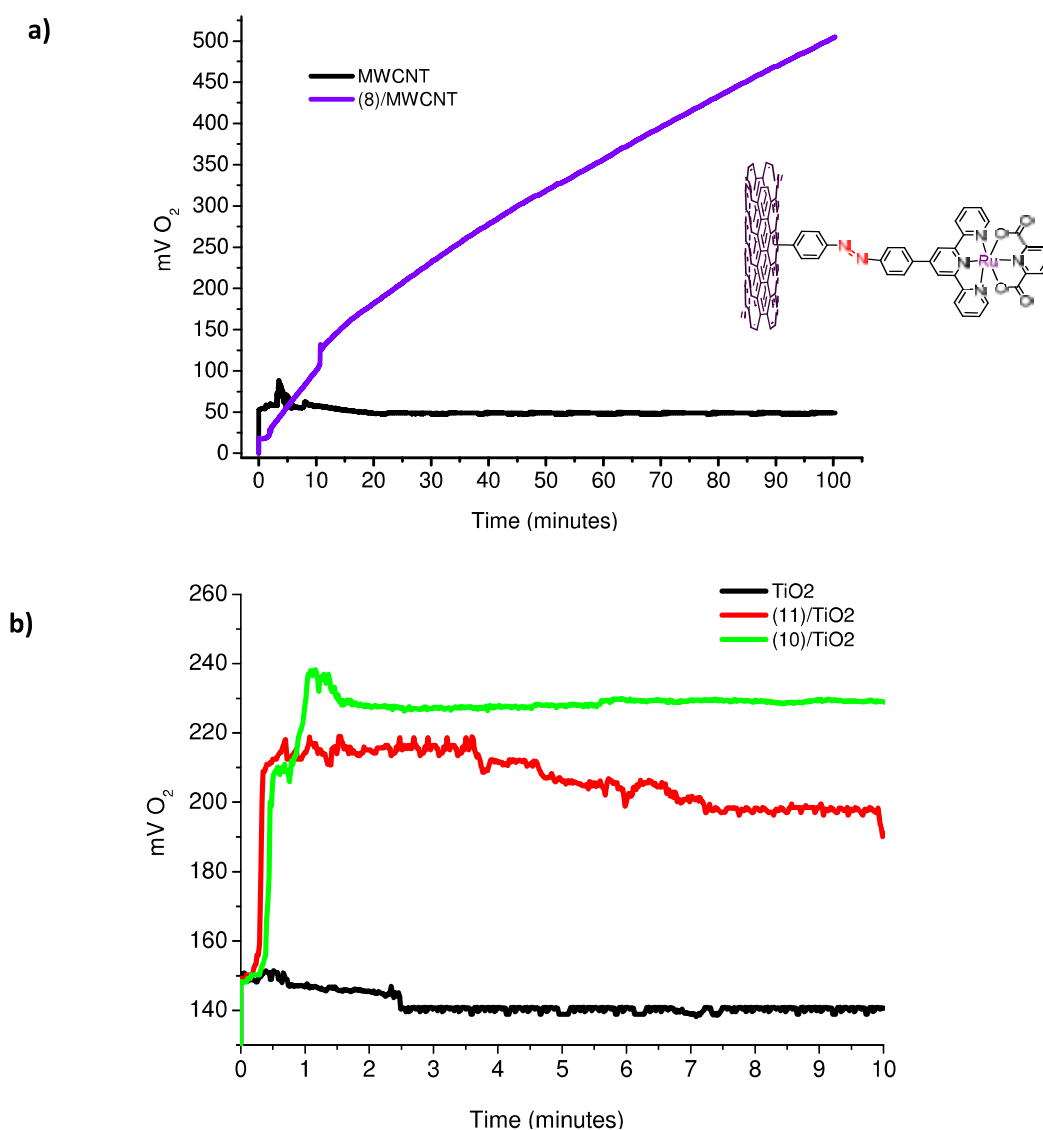 a)
500
450
400
350
300
250
200
150
100
50
0
mV O₂
MWCNT
(8)/MWCNT
N
N
N
N
N
Ru
N
O
O
O
O
0 10 20 30 40 50 60 70 80 90 100
Time (minutes)
b)
260
240
220
200
180
160
140
mV O₂
TiO2
(11)/TiO2
(10)/TiO2
0 1 2 3 4 5 6 7 8 9 10
Time (minutes)